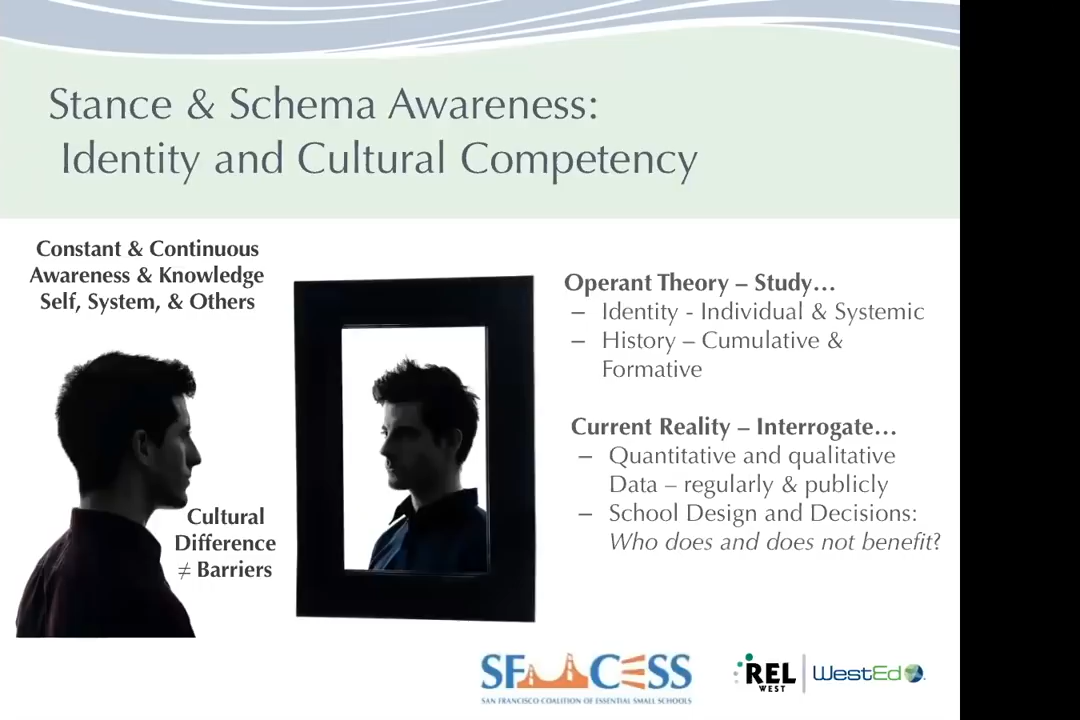 Stance & Schema Awareness:
Identity and Cultural Competency
Constant & Continuous
Awareness & Knowledge
Self, System, & Others
Cultural
Difference
≠ Barriers
Operant Theory – Study…
– Identity - Individual & Systemic
– History – Cumulative &
Formative
Current Reality – Interrogate…
– Quantitative and qualitative
Data – regularly & publicly
– School Design and Decisions:
Who does and does not benefit?
SF CESS
SAN FRANCISCO COALITION OF ESSENTIAL SMALL SCHOOLS
REL
WEST
WestEd